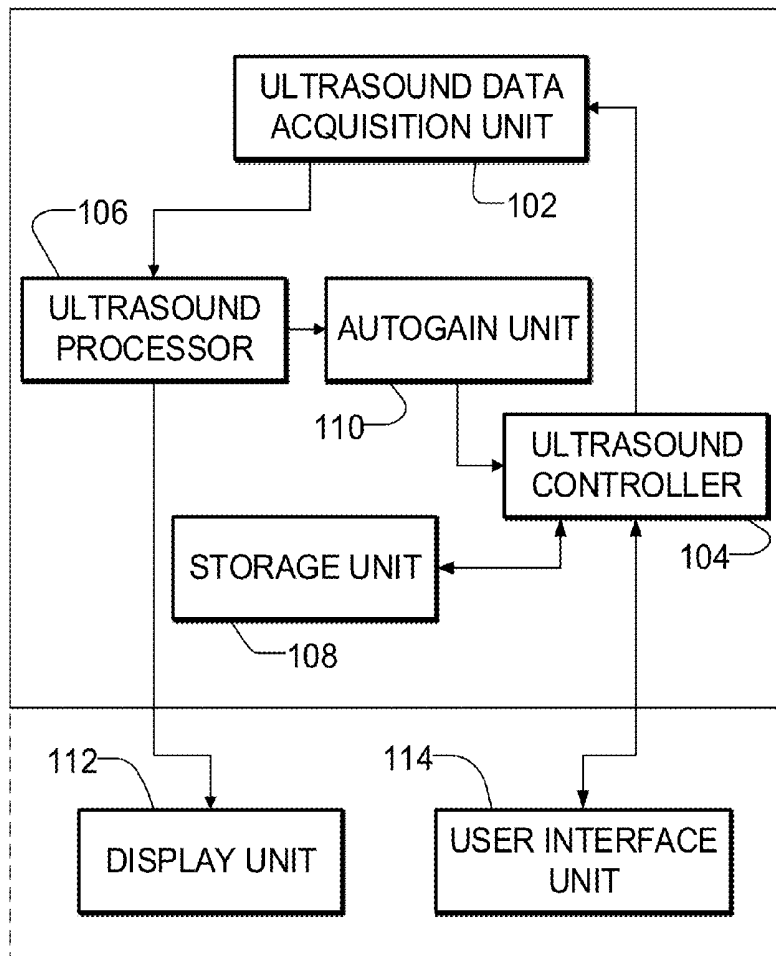 ULTRASOUND DATA
ACQUISITION UNIT
102
106
ULTRASOUND
PROCESSOR
AUTOGAIN UNIT
110
ULTRASOUND
CONTROLLER
104
STORAGE UNIT
108
112
DISPLAY UNIT
114
USER INTERFACE
UNIT